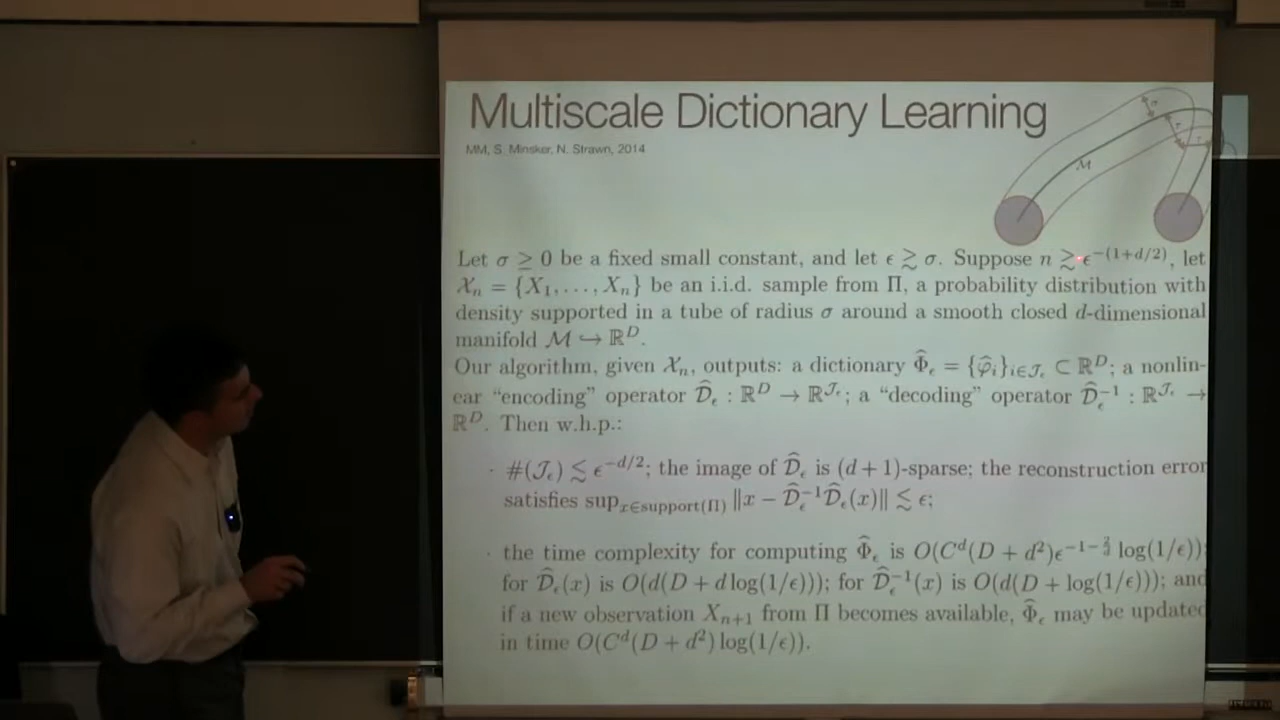 Multiscale Dictionary Learning
MM, S. Minsker, N. Strawn, 2014
σ
τ
τ
M
Let σ ≥ 0 be a fixed small constant, and let ϵ ≳ σ. Suppose n ≳ ϵ^{-(1+d/2)}, let
𝒳_n = {X_1, . . . , X_n} be an i.i.d. sample from Π, a probability distribution with
density supported in a tube of radius σ around a smooth closed d-dimensional
manifold ℳ ↪ ℝ^D.
Our algorithm, given 𝒳_n, outputs: a dictionary Φ̂_ϵ = {φ̂_i}_{i∈𝒥_ϵ} ⊂ ℝ^D; a nonlin-
ear “encoding” operator 𝒟̂_ϵ : ℝ^D → ℝ^{𝒥_ϵ}; a “decoding” operator 𝒟̂_ϵ^{-1} : ℝ^{𝒥_ϵ} →
ℝ^D. Then w.h.p.:
· #(𝒥_ϵ) ≲ ϵ^{-d/2}; the image of 𝒟̂_ϵ is (d + 1)-sparse; the reconstruction error
satisfies sup_{x∈support(Π)} ‖x − 𝒟̂_ϵ^{-1}𝒟̂_ϵ(x)‖ ≲ ϵ;
· the time complexity for computing Φ̂_ϵ is O(C^d(D + d^2)ϵ^{-1-2/d} log(1/ϵ));
for 𝒟̂_ϵ(x) is O(d(D + d log(1/ϵ))); for 𝒟̂_ϵ^{-1}(x) is O(d(D + log(1/ϵ))); and
if a new observation X_{n+1} from Π becomes available, Φ̂_ϵ may be updated
in time O(C^d(D + d^2) log(1/ϵ)).